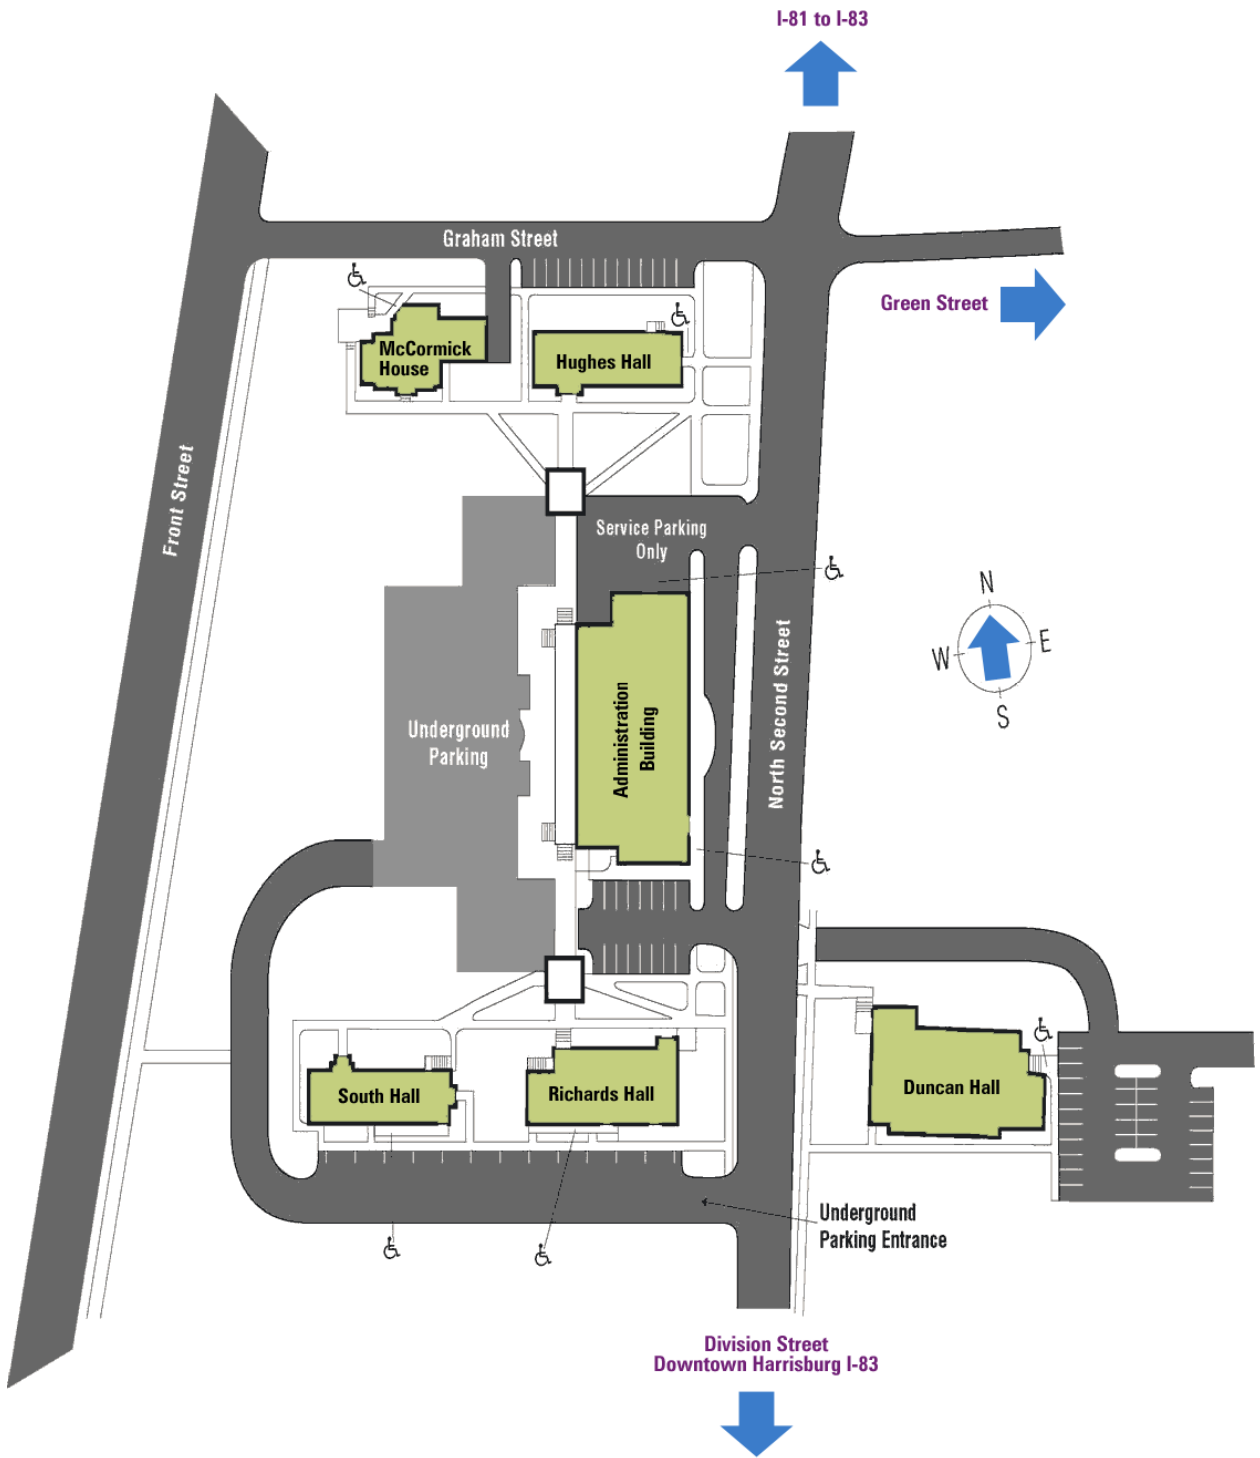 I-81 to I-83
Graham Street
Green Street
McCormick
House
Hughes Hall
Front Street
Service Parking
Only
N
W
E
S
North Second Street
Administration
Building
Underground
Parking
South Hall
Richards Hall
Duncan Hall
Underground
Parking Entrance
Division Street
Downtown Harrisburg I-83